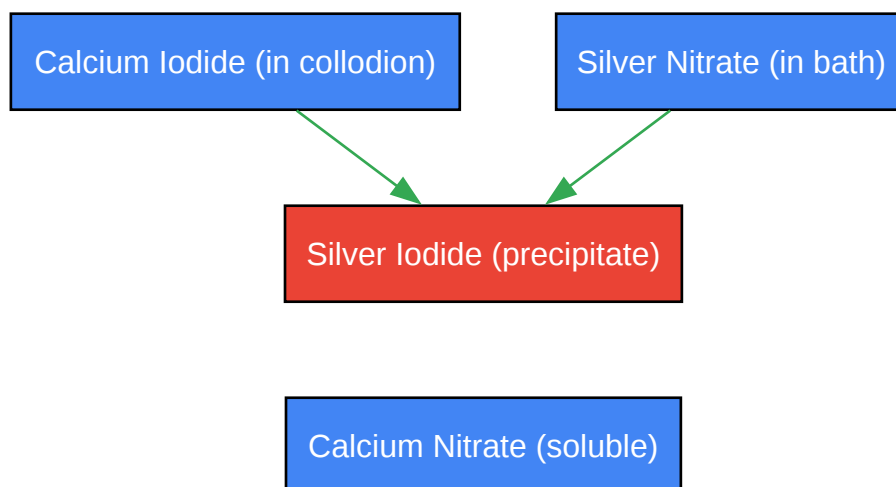 Calcium Iodide (in collodion)
Silver Nitrate (in bath)
Silver Iodide (precipitate)
Calcium Nitrate (soluble)